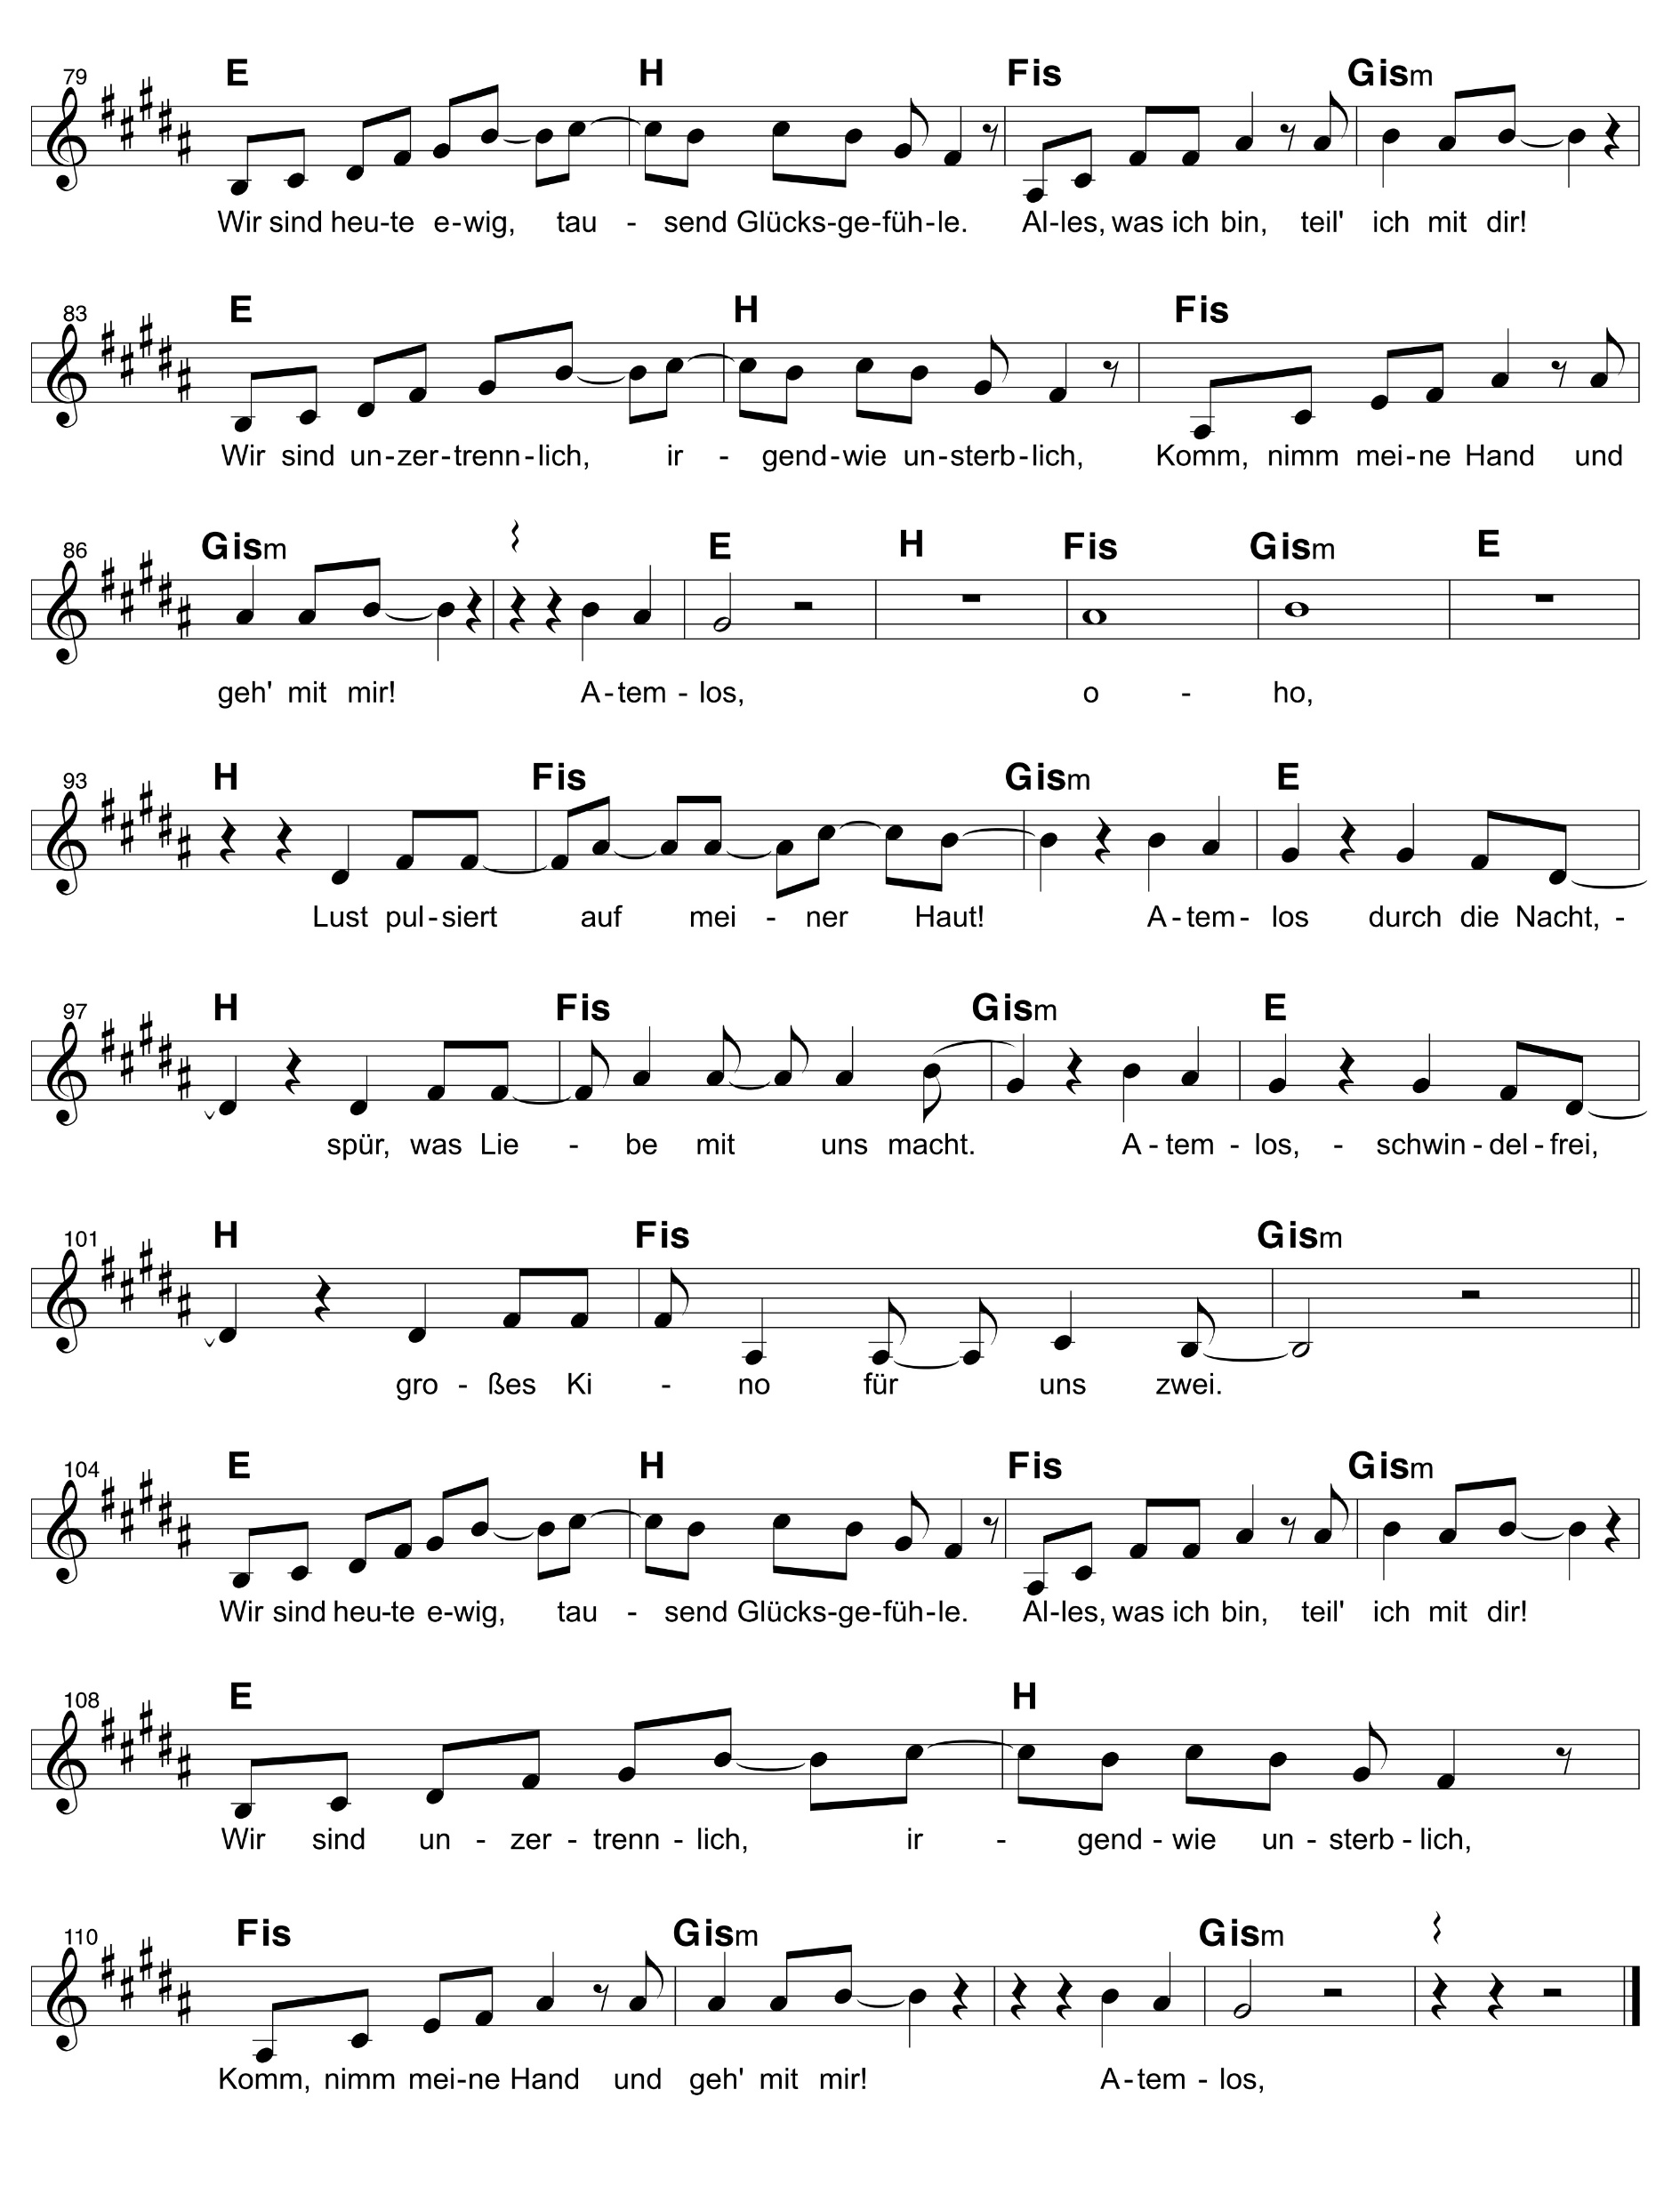 79 E H Fis Gism
Wir sind heu-te e-wig, tau - send Glücks-ge-füh-le. Al-les, was ich bin, teil' ich mit dir!
83 E H Fis
Wir sind un-zer-trenn-lich, ir - gend-wie un-sterb-lich, Komm, nimm mei-ne Hand und
86 Gism E H Fis Gism E
geh' mit mir! A-tem - los, o - ho,
93 H Fis Gism E
Lust pul-siert auf mei - ner Haut! A-tem- los durch die Nacht, -
97 H Fis Gism E
spür, was Lie - be mit uns macht. A - tem - los, - schwin - del - frei,
101 H Fis Gism
gro - ßes Ki - no für uns zwei.
104 E H Fis Gism
Wir sind heu-te e-wig, tau - send Glücks-ge-füh-le. Al-les, was ich bin, teil' ich mit dir!
108 E H
Wir sind un - zer - trenn - lich, ir - gend - wie un - sterb - lich,
110 Fis Gism Gism
Komm, nimm mei-ne Hand und geh' mit mir! A-tem - los,